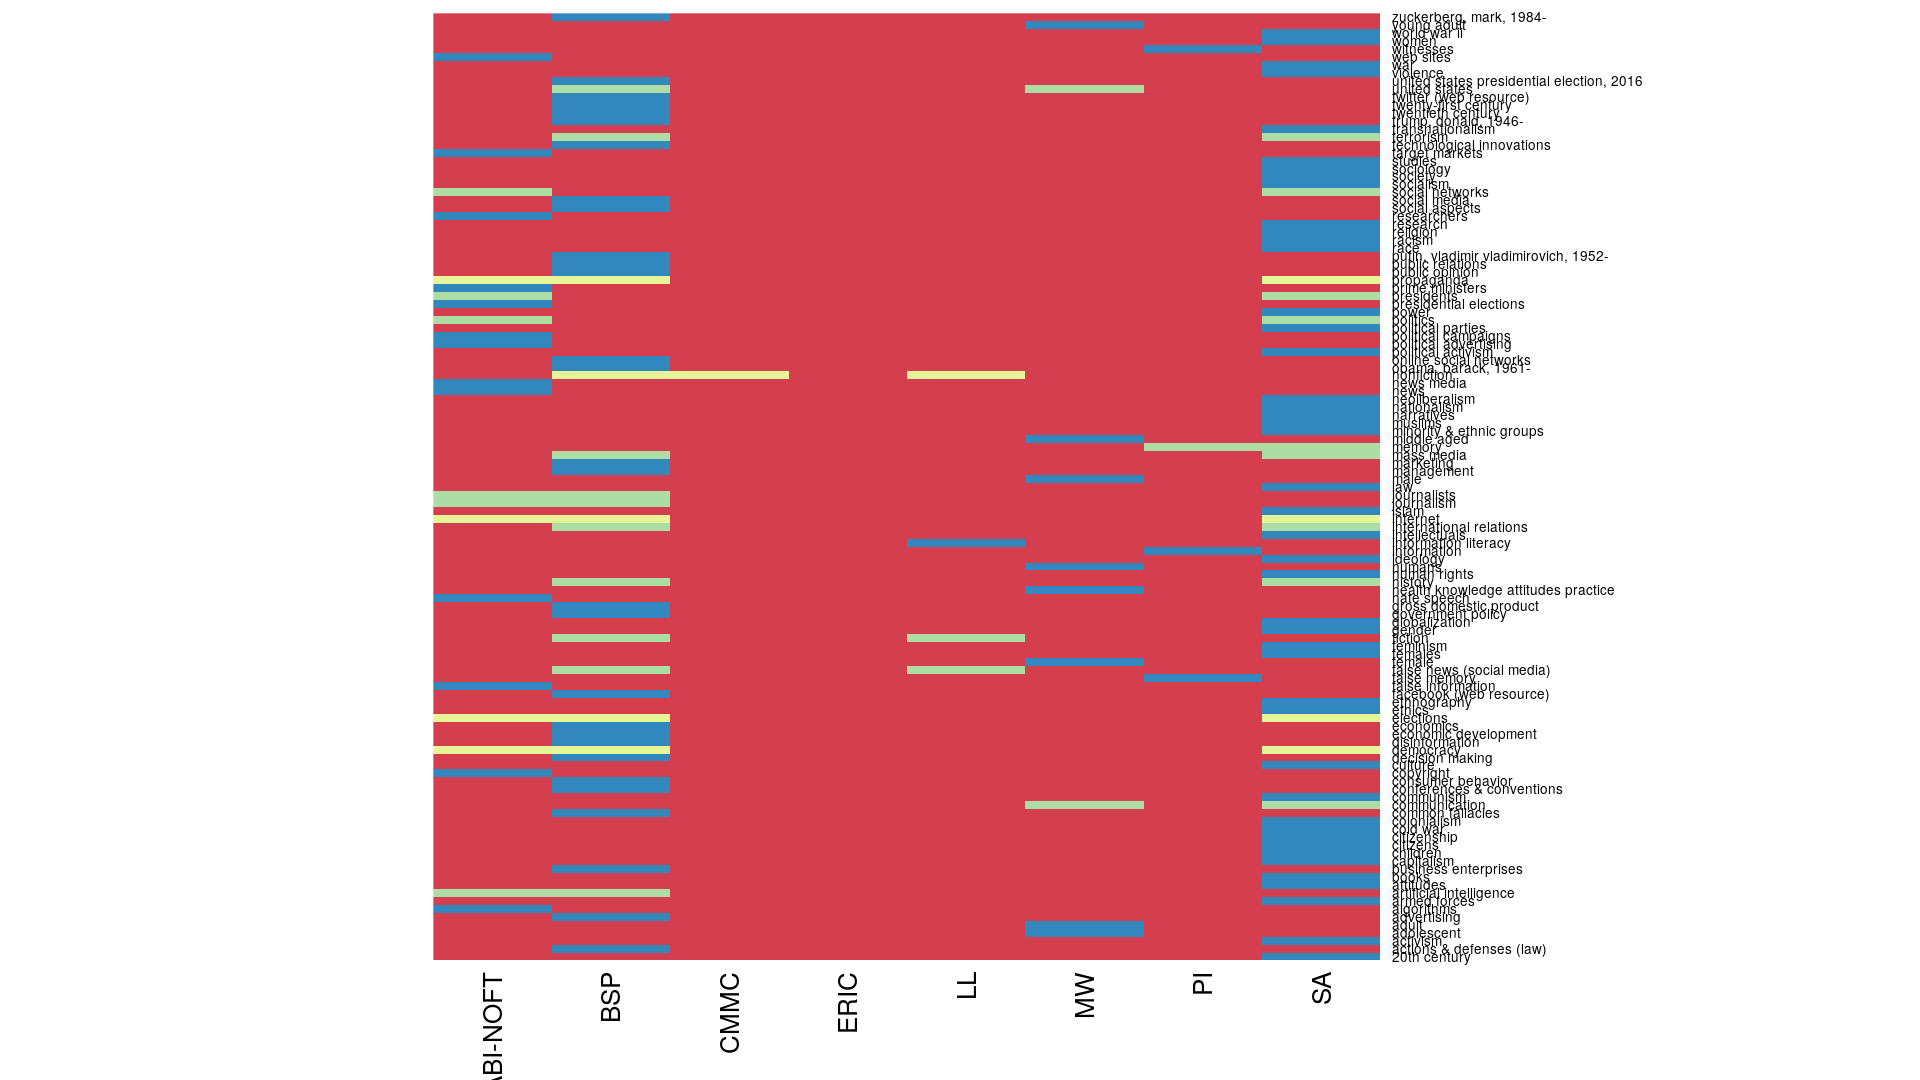 zuckerberg, mark, 1984-
young adult
world war ii
women
witnesses
web sites
war
violence
united states presidential election, 2016
united states
twitter (web resource)
twenty-first century
twentieth century
trump, donald, 1946-
transnationalism
terrorism
technological innovations
target markets
studies
sociology
society
socialism
social networks
social media
social aspects
researchers
research
religion
racism
race
putin, vladimir vladimirovich, 1952-
public relations
public opinion
propaganda
prime ministers
presidents
presidential elections
power
politics
political parties
political campaigns
political advertising
political activism
online social networks
obama, barack, 1961-
nonfiction
news media
news
neoliberalism
nationalism
narratives
muslims
minority & ethnic groups
middle aged
memory
mass media
marketing
management
male
law
journalists
journalism
islam
internet
international relations
intellectuals
information literacy
information
ideology
humans
human rights
history
health knowledge attitudes practice
hate speech
gross domestic product
government policy
globalization
gender
fiction
feminism
females
female
false news (social media)
false memory
false information
facebook (web resource)
ethnography
ethics
elections
economics
economic development
disinformation
democracy
decision making
culture
copyright
consumer behavior
conferences & conventions
communism
communication
common fallacies
colonialism
cold war
citizenship
citizens
children
capitalism
business enterprises
books
attitudes
artificial intelligence
armed forces
algorithms
advertising
adult
adolescent
activism
actions & defenses (law)
20th century
ABI-NOFT
BSP
CMMC
ERIC
LL
MW
PI
SA